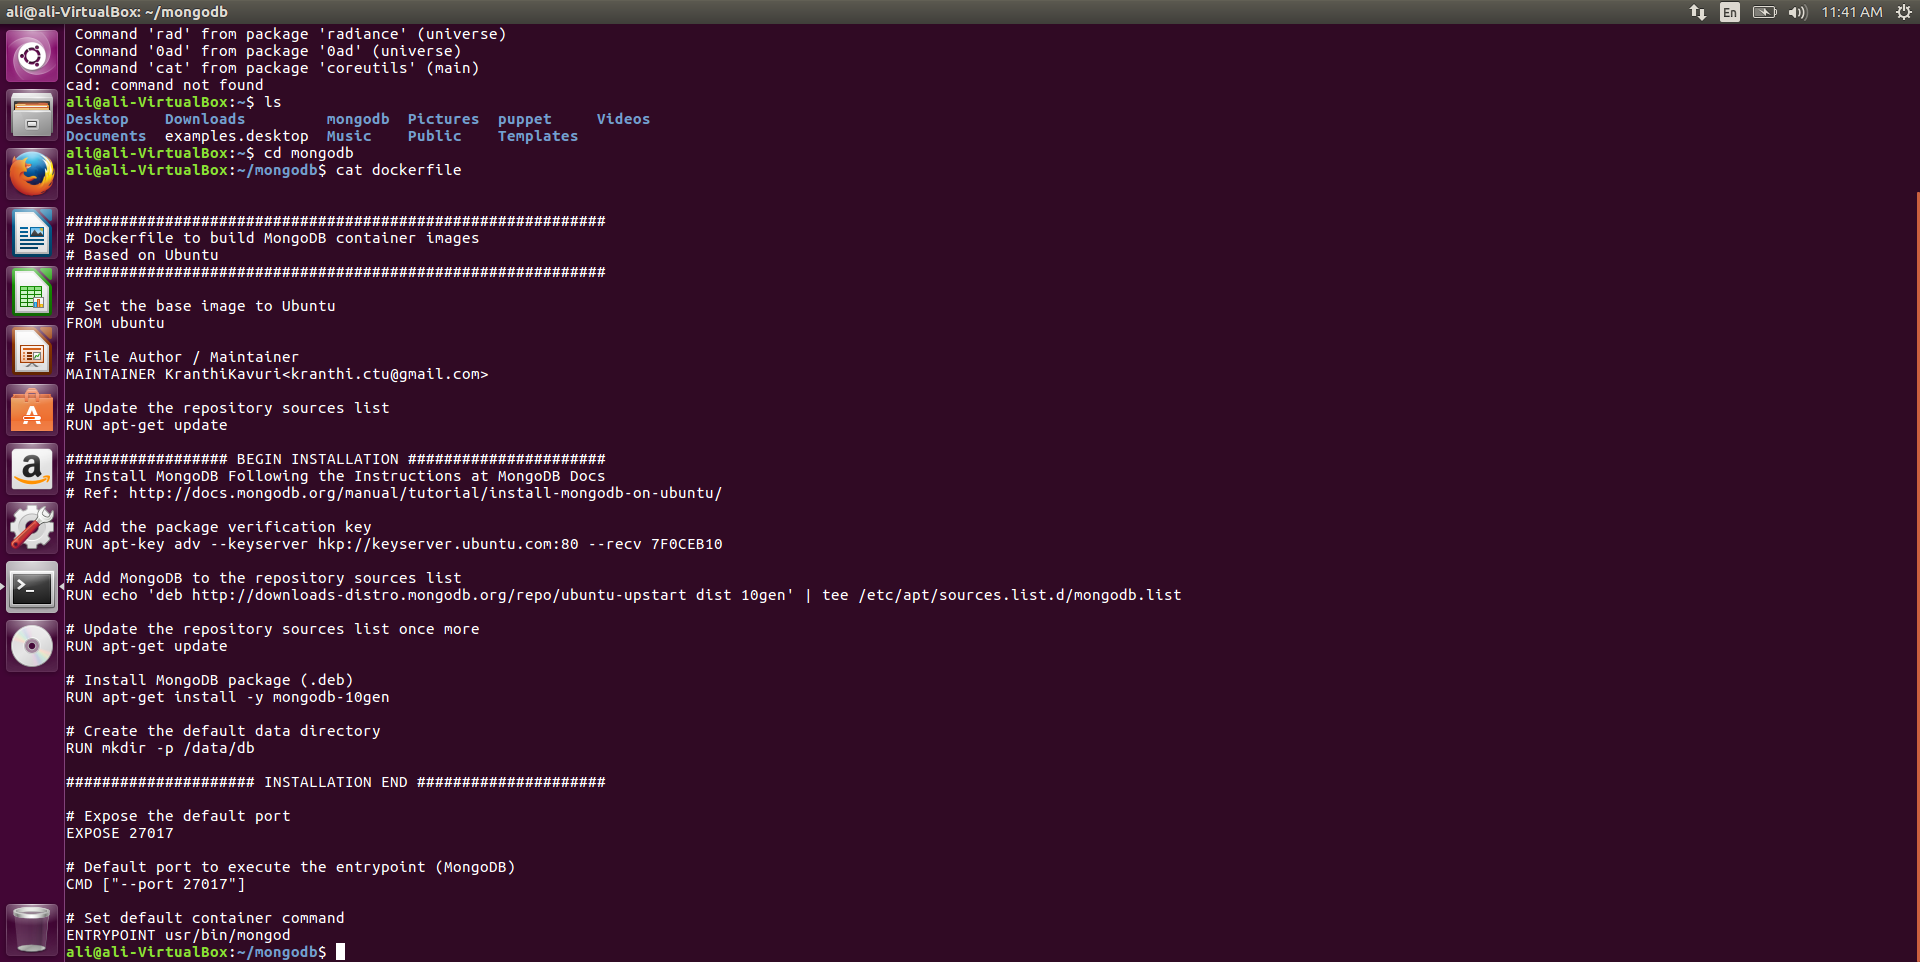 ali@ali-VirtualBox: ~/mongodb
En
11:41 AM
Command 'rad' from package 'radiance' (universe)
Command '0ad' from package '0ad' (universe)
Command 'cat' from package 'coreutils' (main)
cad: command not found
ali@ali-VirtualBox:~$ ls
Desktop    Downloads         mongodb  Pictures  puppet     Videos
Documents  examples.desktop  Music    Public    Templates
ali@ali-VirtualBox:~$ cd mongodb
ali@ali-VirtualBox:~/mongodb$ cat dockerfile
############################################################
# Dockerfile to build MongoDB container images
# Based on Ubuntu
############################################################
# Set the base image to Ubuntu
FROM ubuntu
# File Author / Maintainer
MAINTAINER KranthiKavuri<kranthi.ctu@gmail.com>
# Update the repository sources list
RUN apt-get update
################## BEGIN INSTALLATION ######################
# Install MongoDB Following the Instructions at MongoDB Docs
# Ref: http://docs.mongodb.org/manual/tutorial/install-mongodb-on-ubuntu/
# Add the package verification key
RUN apt-key adv --keyserver hkp://keyserver.ubuntu.com:80 --recv 7F0CEB10
# Add MongoDB to the repository sources list
RUN echo 'deb http://downloads-distro.mongodb.org/repo/ubuntu-upstart dist 10gen' | tee /etc/apt/sources.list.d/mongodb.list
# Update the repository sources list once more
RUN apt-get update
# Install MongoDB package (.deb)
RUN apt-get install -y mongodb-10gen
# Create the default data directory
RUN mkdir -p /data/db
##################### INSTALLATION END #####################
# Expose the default port
EXPOSE 27017
# Default port to execute the entrypoint (MongoDB)
CMD ["--port 27017"]
# Set default container command
ENTRYPOINT usr/bin/mongod
ali@ali-VirtualBox:~/mongodb$